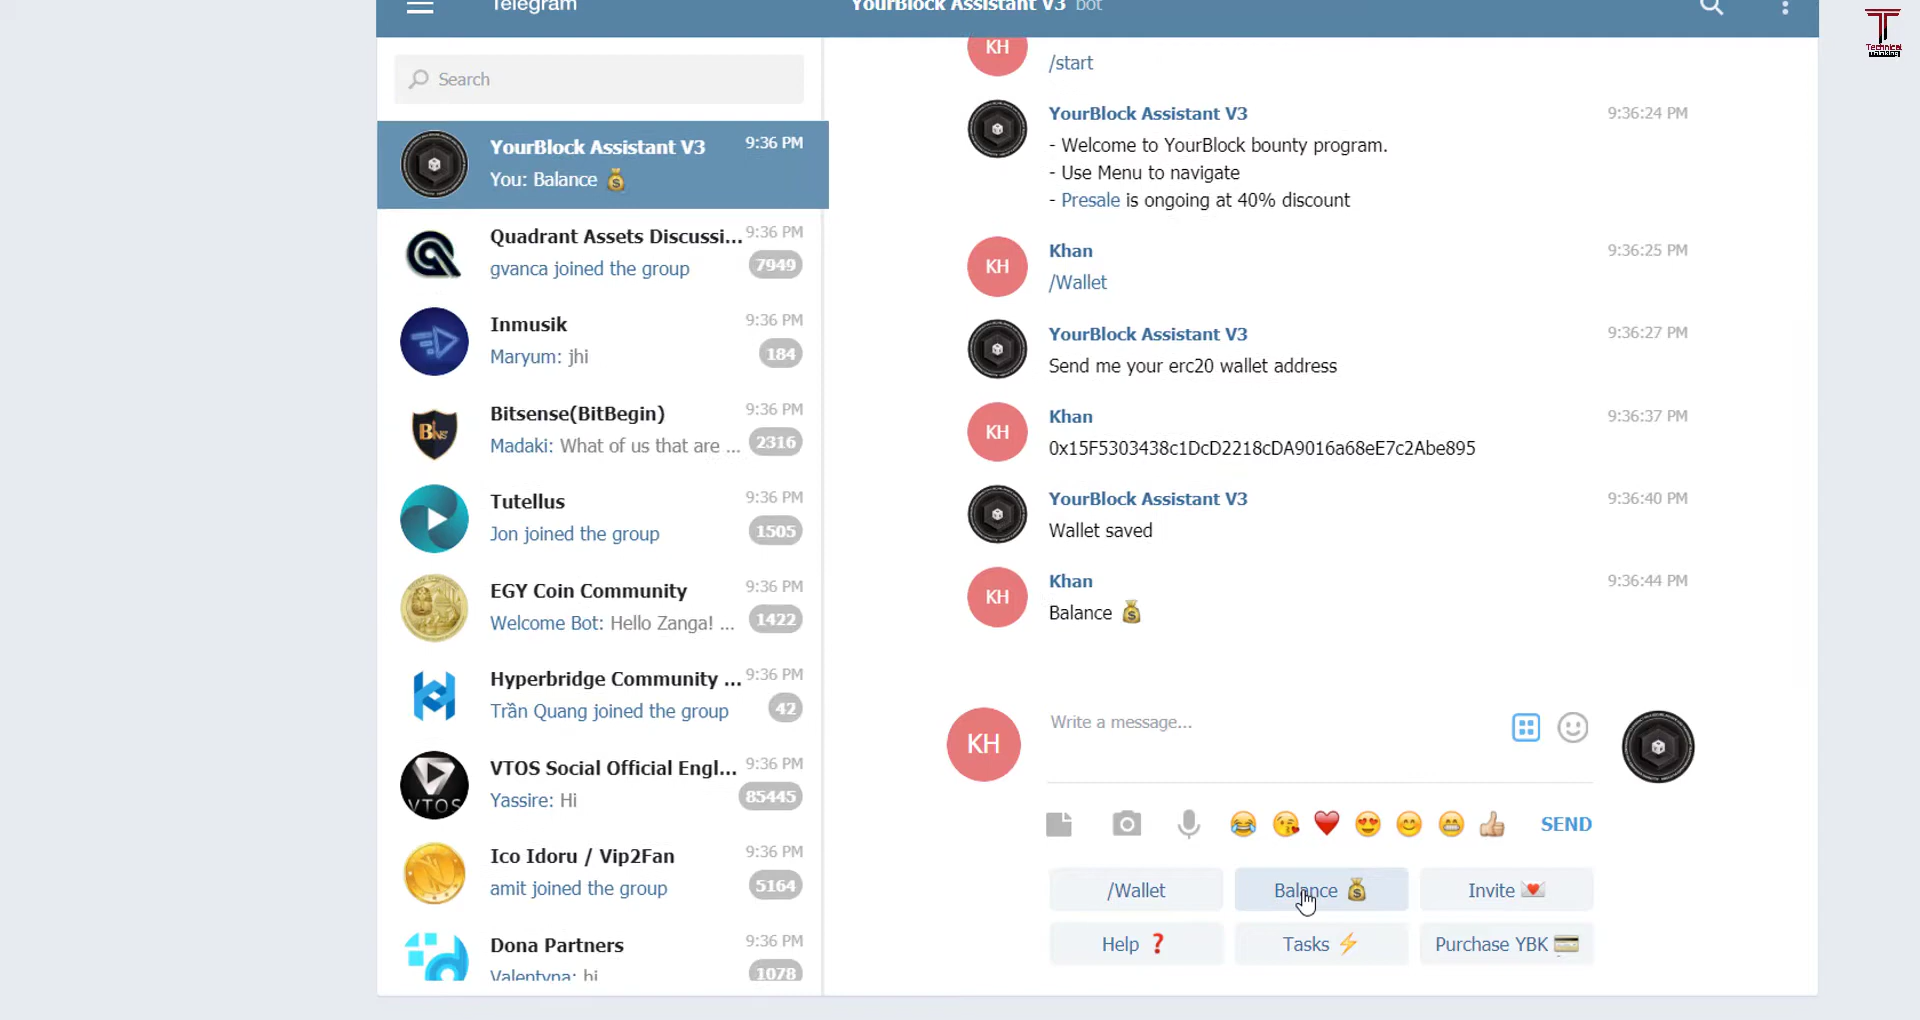 Telegram
YourBlock Assistant V3 bot
Technical
Thinking
Search
YourBlock Assistant V3 9:36 PM
You: Balance 💰
Quadrant Assets Discussi... 9:36 PM
gvanca joined the group 7949
Inmusik 9:36 PM
Maryum: jhi 184
Bitsense(BitBegin) 9:36 PM
Madaki: What of us that are ... 2316
Tutellus 9:36 PM
Jon joined the group 1505
EGY Coin Community 9:36 PM
Welcome Bot: Hello Zanga! ... 1422
Hyperbridge Community ... 9:36 PM
Trần Quang joined the group 42
VTOS
VTOS Social Official Engl... 9:36 PM
Yassire: Hi 85445
Ico Idoru / Vip2Fan 9:36 PM
amit joined the group 5164
Dona Partners 9:36 PM
Valentyna: hi 1078
KH
/start
YourBlock Assistant V3 9:36:24 PM
- Welcome to YourBlock bounty program.
- Use Menu to navigate
- Presale is ongoing at 40% discount
KH Khan 9:36:25 PM
/Wallet
YourBlock Assistant V3 9:36:27 PM
Send me your erc20 wallet address
KH Khan 9:36:37 PM
0x15F5303438c1DcD2218cDA9016a68eE7c2Abe895
YourBlock Assistant V3 9:36:40 PM
Wallet saved
KH Khan 9:36:44 PM
Balance 💰
KH Write a message...
SEND
/Wallet Balance 💰 Invite 💌
Help ❓ Tasks ⚡ Purchase YBK 💳